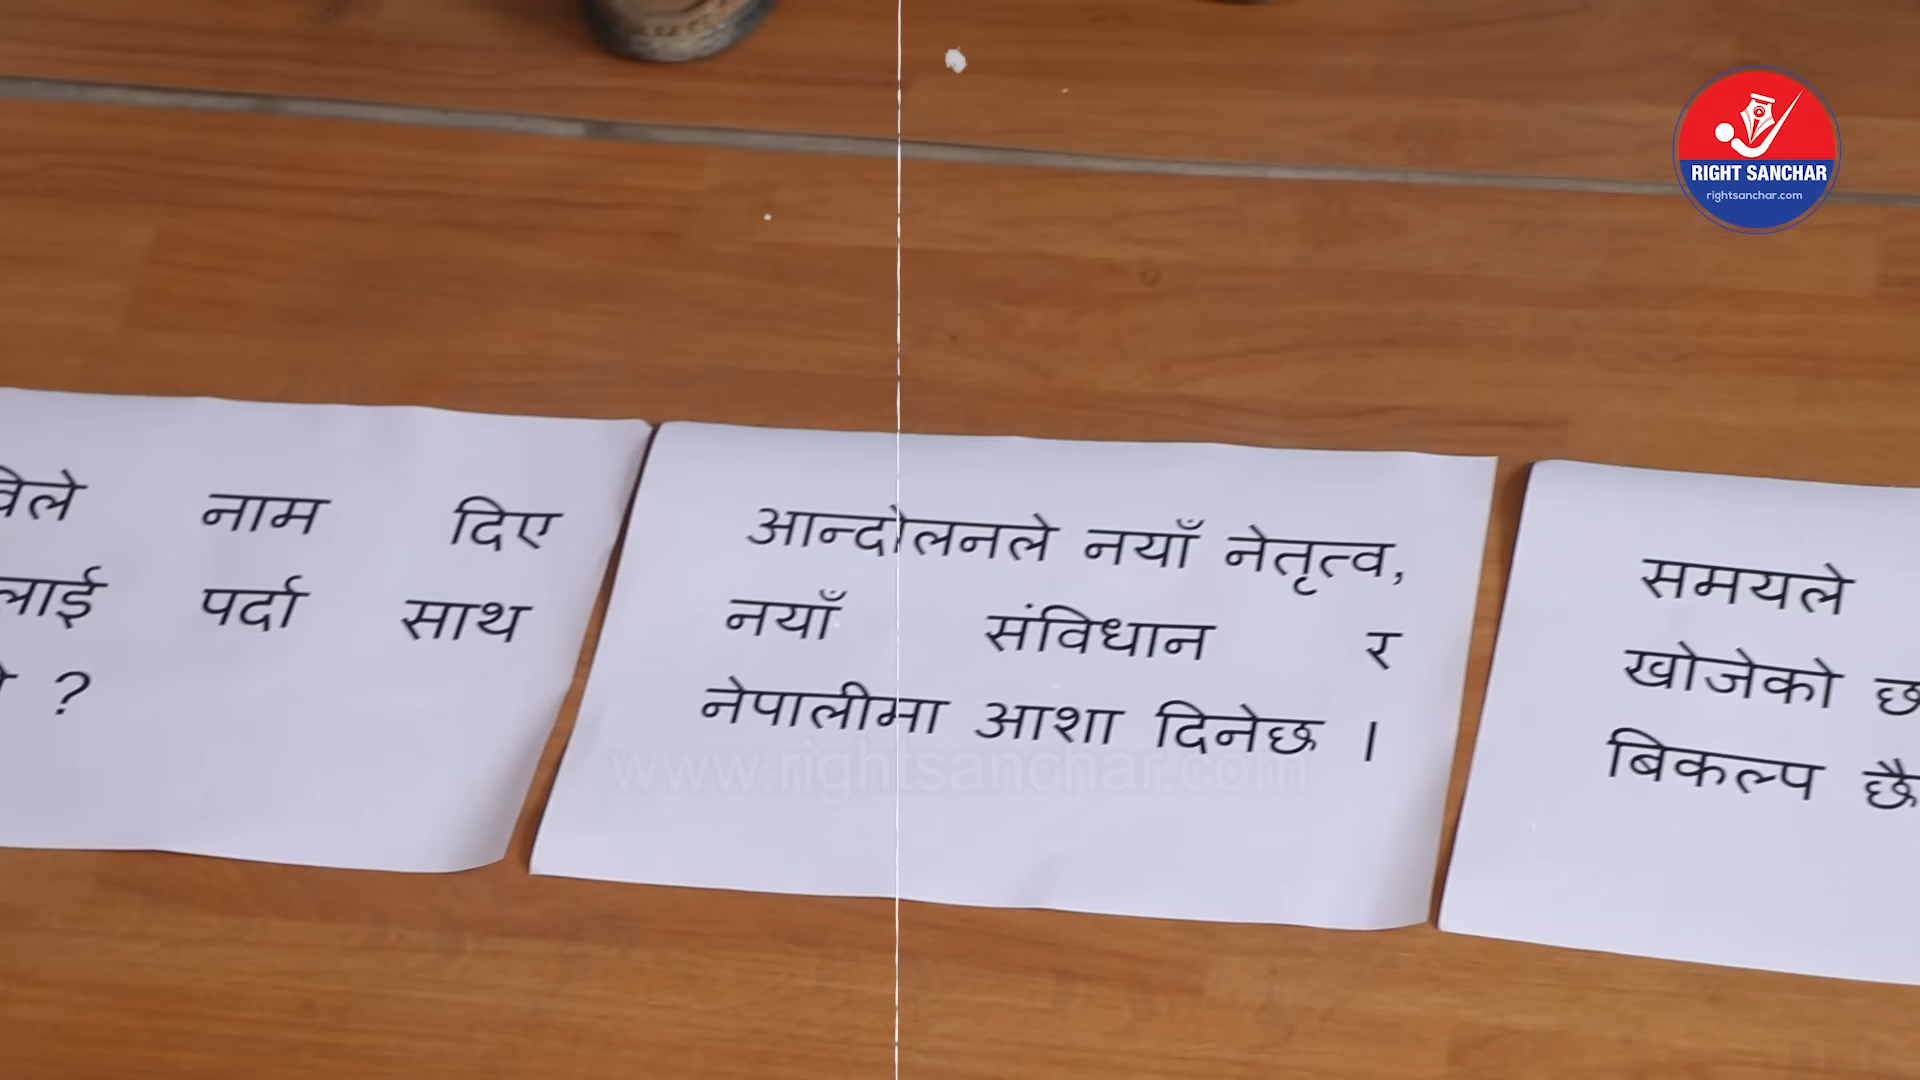 RIGHT SANCHAR
rightsanchar.com
नाम दिए
पर्दा साथ
?
आन्दोलनले नयाँ नेतृत्व,
नयाँ संविधान र
नेपालीमा आशा दिनेछ ।
www.rightsanchar.com
समयले
खोजेको
बिकल्प